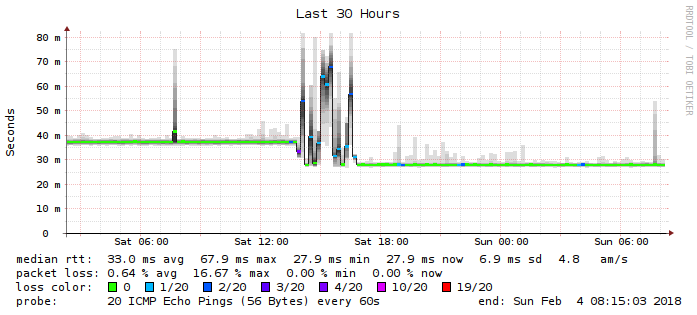 Last 30 Hours
RRDTOOL / TOBI OETIKER
Seconds
80 m
70 m
60 m
50 m
40 m
30 m
20 m
10 m
0
Sat 06:00 Sat 12:00 Sat 18:00 Sun 00:00 Sun 06:00
median rtt: 33.0 ms avg 67.9 ms max 27.9 ms min 27.9 ms now 6.9 ms sd 4.8 am/s
packet loss: 0.64 % avg 16.67 % max 0.00 % min 0.00 % now
loss color: 0 1/20 2/20 3/20 4/20 10/20 19/20
probe: 20 ICMP Echo Pings (56 Bytes) every 60s end: Sun Feb 4 08:15:03 2018